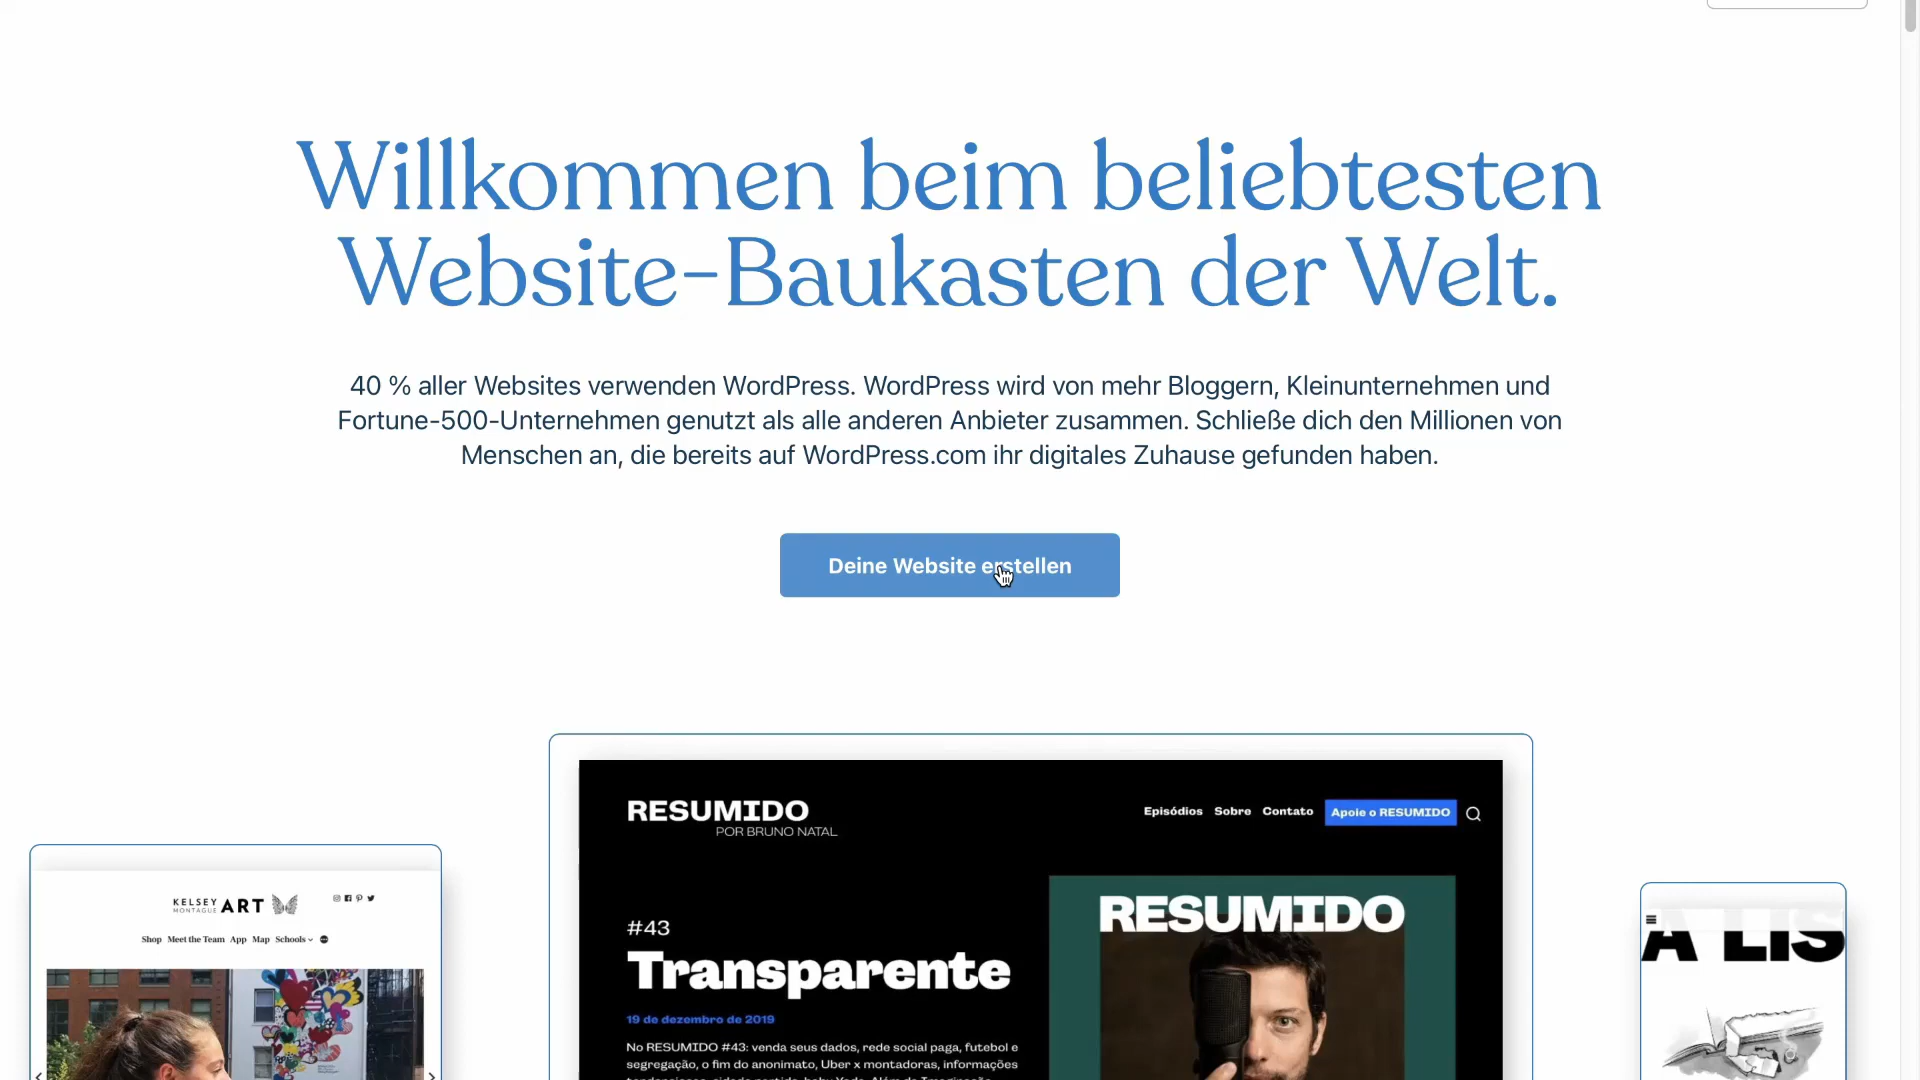 Willkommen beim beliebtesten
Website-Baukasten der Welt.
40 % aller Websites verwenden WordPress. WordPress wird von mehr Bloggern, Kleinunternehmen und
Fortune-500-Unternehmen genutzt als alle anderen Anbieter zusammen. Schließe dich den Millionen von
Menschen an, die bereits auf WordPress.com ihr digitales Zuhause gefunden haben.
Deine Website erstellen
RESUMIDO
POR BRUNO NATAL
Episódios Sobre Contato Apoie o RESUMIDO
#43
Transparente
19 de dezembro de 2019
No RESUMIDO #43: venda seus dados, rede social paga, futebol e
segregação, o fim do anonimato, Uber x montadoras, informações
RESUMIDO
KELSEY
MONTAGUE
ART
Shop Meet the Team App Map Schools
A LIS